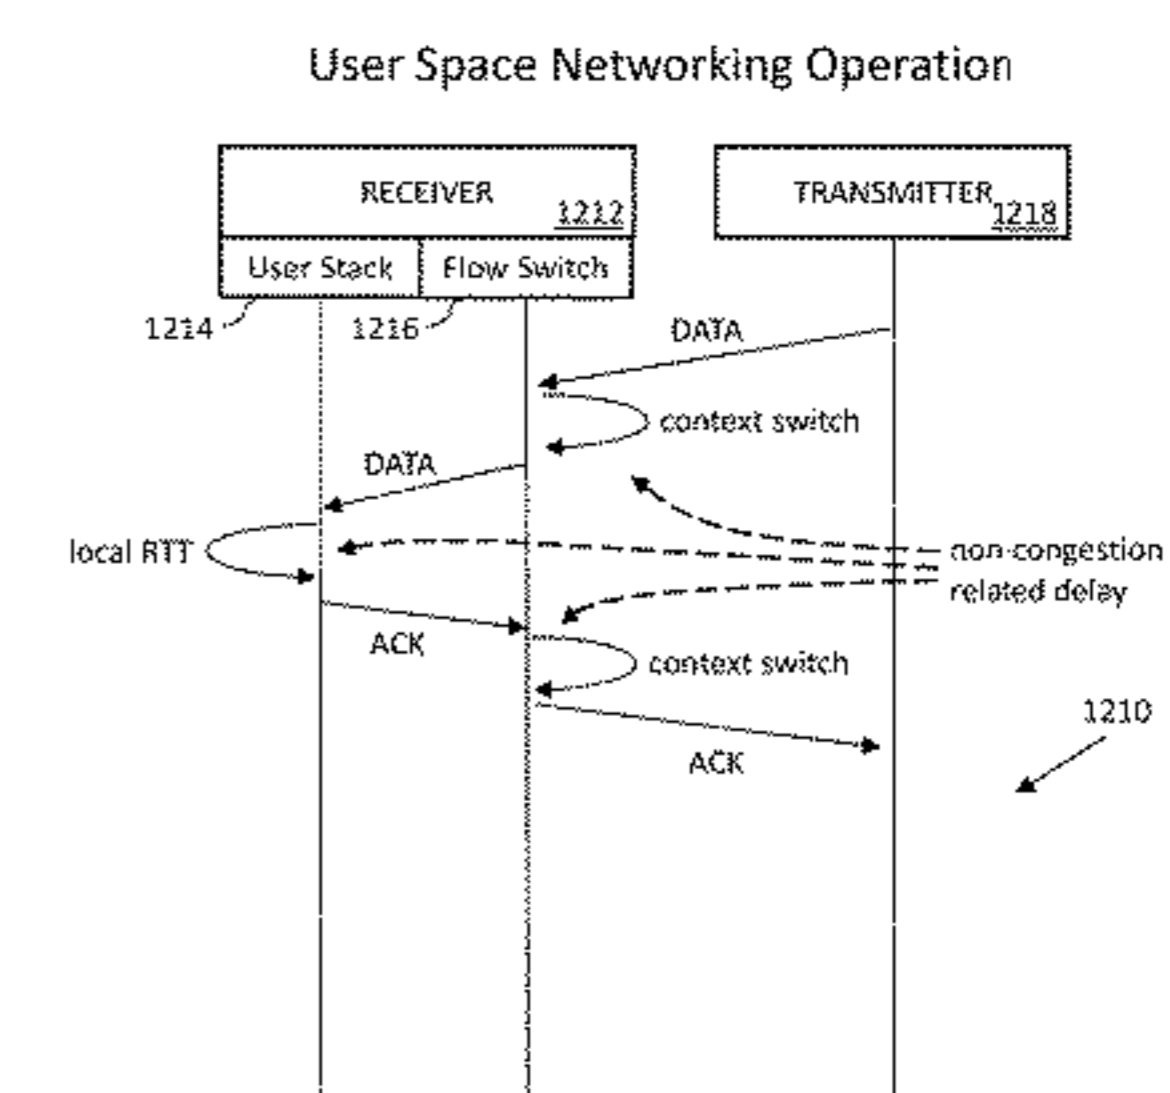 User Space Networking Operation
RECEIVER
1212
TRANSMITTER
1218
User Stack
Flow Switch
1214
1216
DATA
context switch
DATA
local RTT
non-congestion
related delay
ACK
context switch
1210
ACK